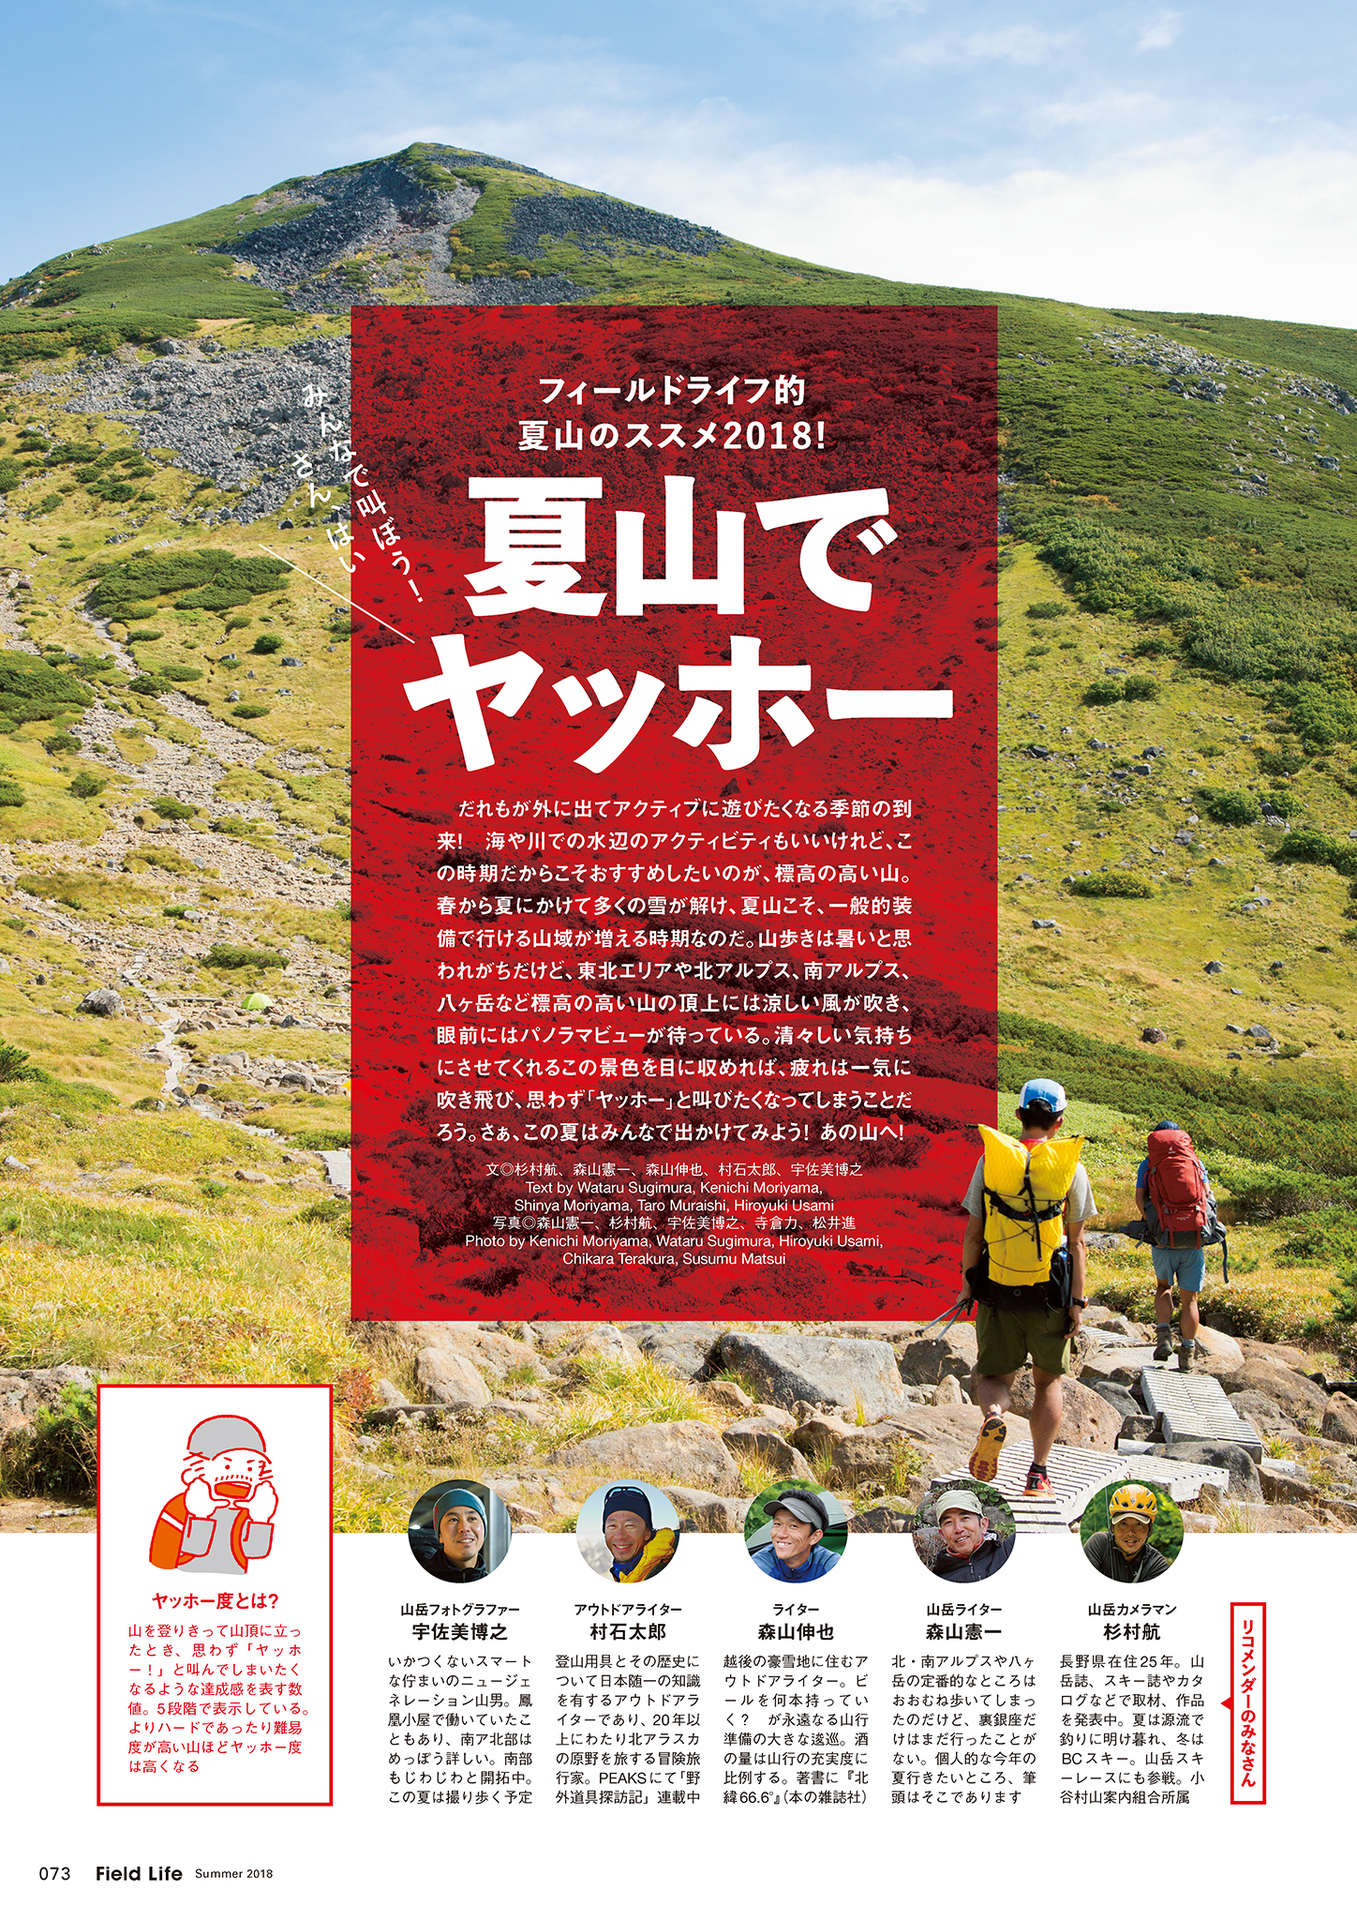 フィールドライフ的
夏山のススメ2018!
みんなで叫ぼう!
さん、はい
夏山で
ヤッホー
だれもが外に出てアクティブに遊びたくなる季節の到
来! 海や川での水辺のアクティビティもいいけれど、こ
の時期だからこそおすすめしたいのが、標高の高い山。
春から夏にかけて多くの雪が解け、夏山こそ、一般的装
備で行ける山域が増える時期なのだ。山歩きは暑いと思
われがちだけど、東北エリアや北アルプス、南アルプス、
八ヶ岳など標高の高い山の頂上には涼しい風が吹き、
眼前にはパノラマビューが待っている。清々しい気持ち
にさせてくれるこの景色を目に収めれば、疲れは一気に
吹き飛び、思わず「ヤッホー」と叫びたくなってしまうことだ
ろう。さぁ、この夏はみんなで出かけてみよう! あの山へ!
文◎杉村航、森山憲一、森山伸也、村石太郎、宇佐美博之
Text by Wataru Sugimura, Kenichi Moriyama,
Shinya Moriyama, Taro Muraishi, Hiroyuki Usami
写真◎森山憲一、杉村航、宇佐美博之、寺倉力、松井進
Photo by Kenichi Moriyama, Wataru Sugimura, Hiroyuki Usami,
Chikara Terakura, Susumu Matsui
ヤッホー度とは?
山を登りきって山頂に立っ
たとき、思わず「ヤッホ
ー!」と叫んでしまいたく
なるような達成感を表す数
値。5段階で表示している。
よりハードであったり難易
度が高い山ほどヤッホー度
は高くなる
山岳フォトグラファー
宇佐美博之
いかつくないスマート
な佇まいのニュージェ
ネレーション山男。鳳
凰小屋で働いていたこ
ともあり、南ア北部は
めっぽう詳しい。南部
もじわじわと開拓中。
この夏は撮り歩く予定
アウトドアライター
村石太郎
登山用具とその歴史に
ついて日本随一の知識
を有するアウトドアラ
イターであり、20年以
上にわたり北アラスカ
の原野を旅する冒険旅
行家。PEAKSにて「野
外道具探訪記」連載中
ライター
森山伸也
越後の豪雪地に住むア
ウトドアライター。ビ
ールを何本持ってい
く? が永遠なる山行
準備の大きな逡巡。酒
の量は山行の充実度に
比例する。著書に『北
緯66.6°』(本の雑誌社)
山岳ライター
森山憲一
北・南アルプスや八ヶ
岳の定番的なところは
おおむね歩いてしまっ
たのだけど、裏銀座だ
けはまだ行ったことが
ない。個人的な今年の
夏行きたいところ、筆
頭はそこであります
山岳カメラマン
杉村航
長野県在住25年。山
岳誌、スキー誌やカタ
ログなどで取材、作品
を発表中。夏は源流で
釣りに明け暮れ、冬は
BCスキー。山岳スキ
ーレースにも参戦。小
谷村山案内組合所属
リコメンダーのみなさん
073 Field Life Summer 2018